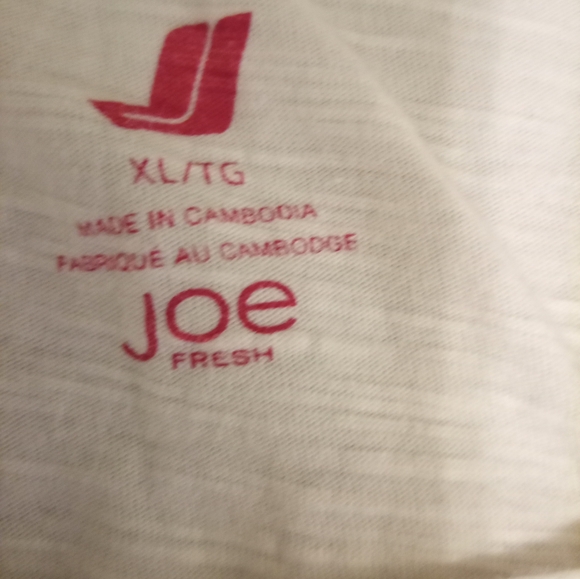 XL/TG
MADE IN CAMBODIA
FABRIQUÉ AU CAMBODGE
JOe
FRESH